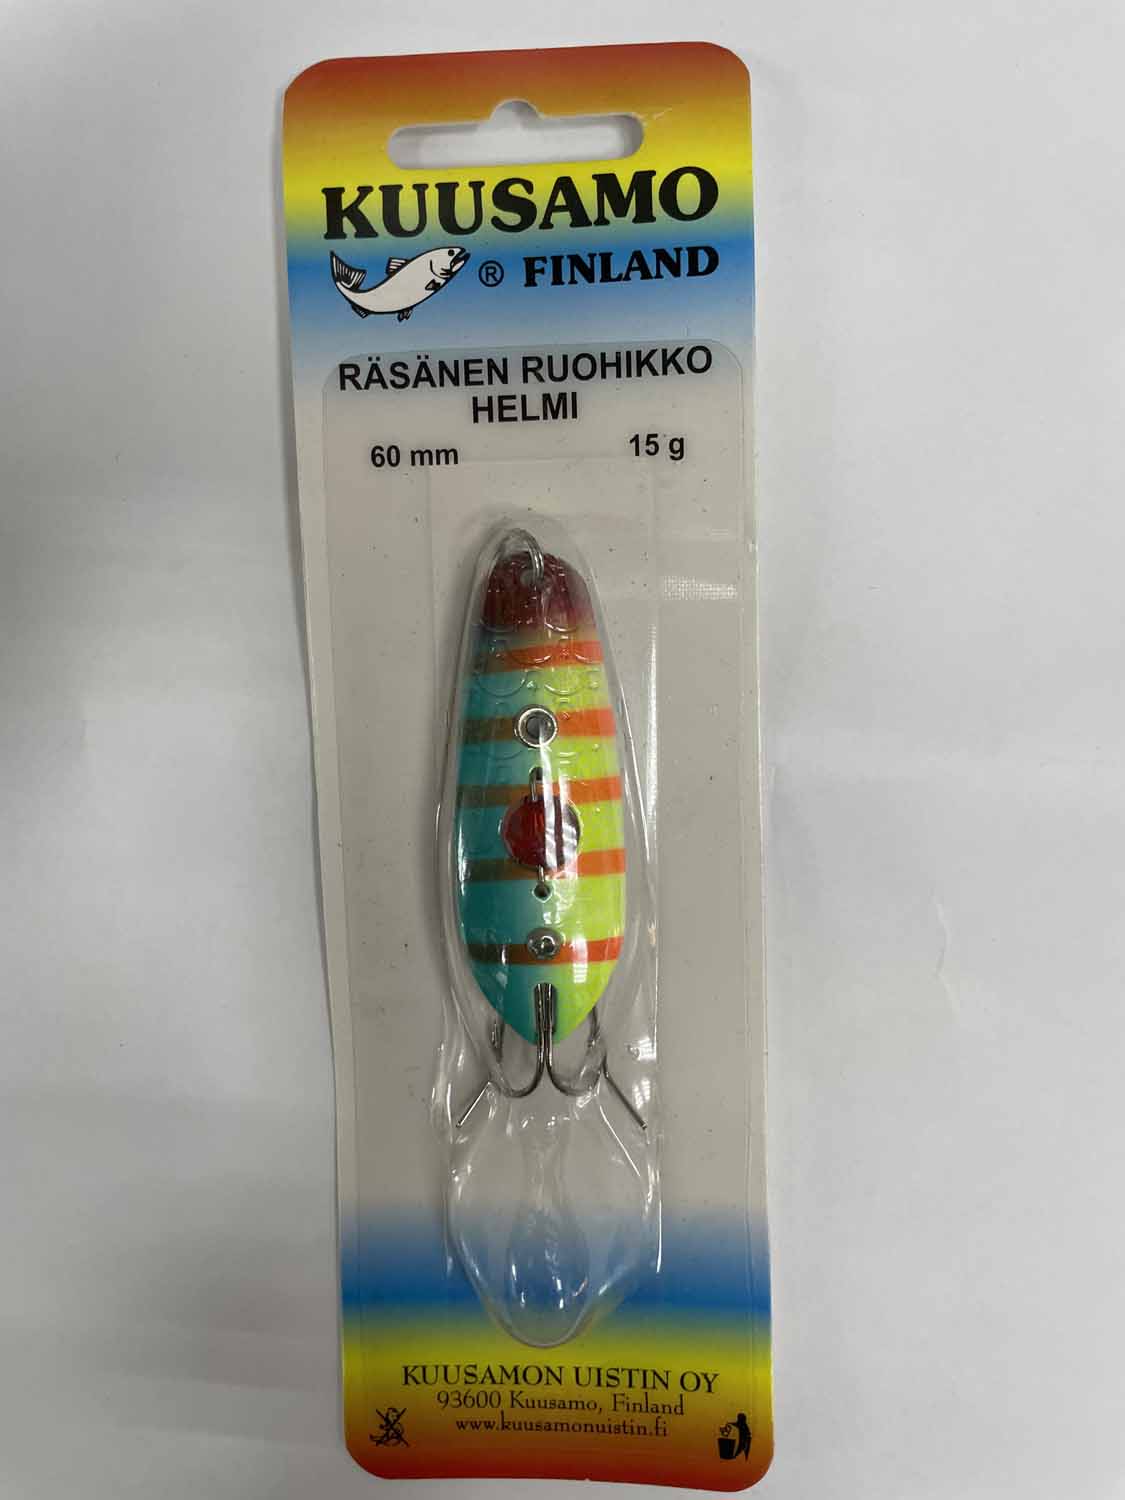 KUUSAMO
® FINLAND
RÄSÄNEN RUOHIKKO
HELMI
60 mm 15 g
KUUSAMON UISTIN OY
93600 Kuusamo, Finland
www.kuusamonuistin.fi